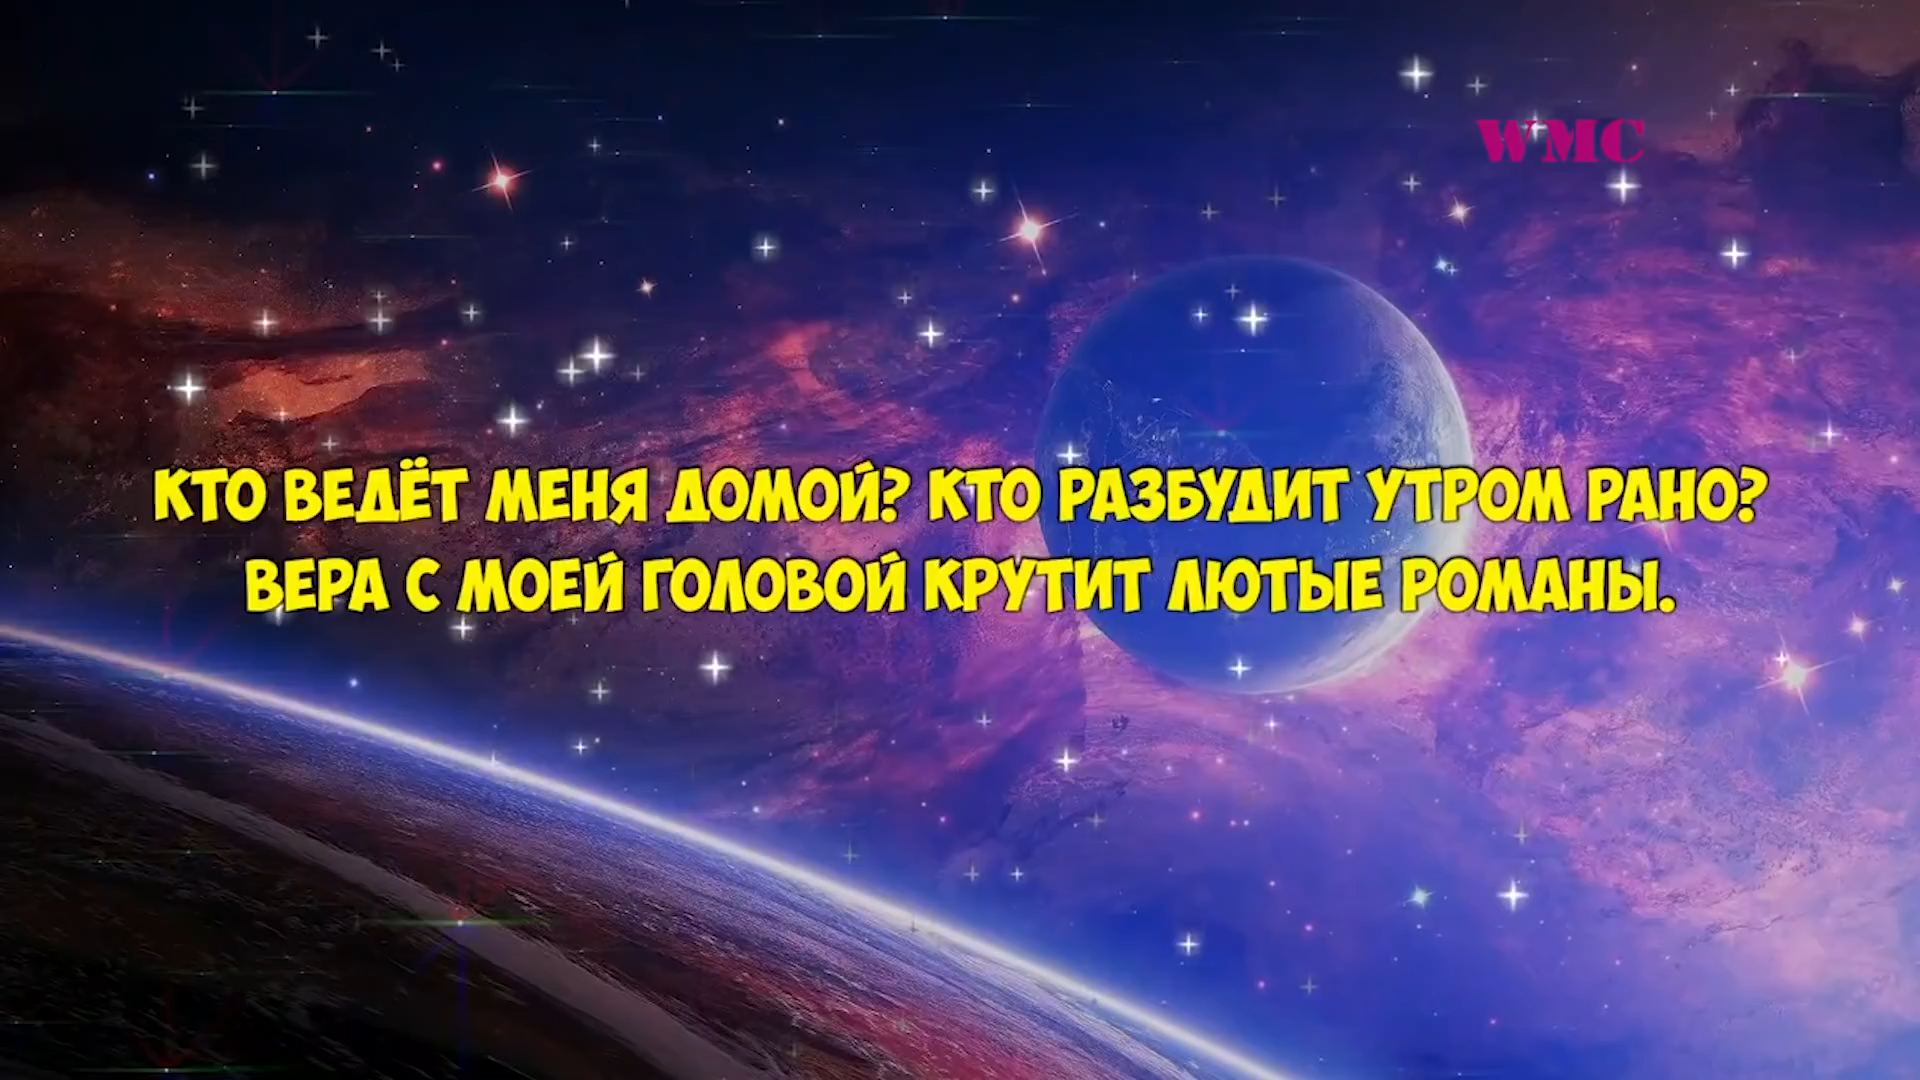 WMC
КТО ВЕДЁТ МЕНЯ ДОМОЙ? КТО РАЗБУДИТ УТРОМ РАНО?
ВЕРА С МОЕЙ ГОЛОВОЙ КРУТИТ ЛЮТЫЕ РОМАНЫ.